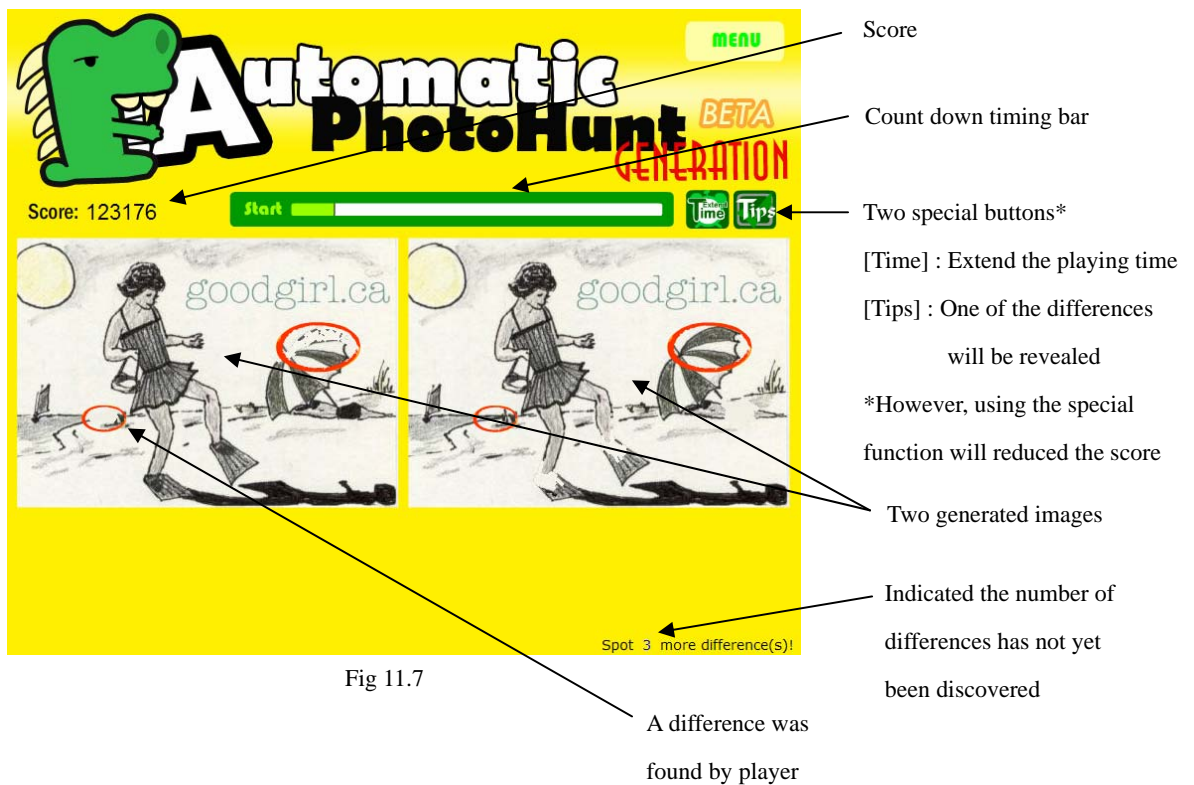 MENU
Automatic
PhotoHunt
BETA
GENERATION
Score: 123176
Start
Extend
Time
Tips
goodgirl.ca
goodgirl.ca
Spot 3 more difference(s)!
Fig 11.7
Score
Count down timing bar
Two special buttons*
[Time] : Extend the playing time
[Tips] : One of the differences
will be revealed
*However, using the special
function will reduced the score
Two generated images
Indicated the number of
differences has not yet
been discovered
A difference was
found by player